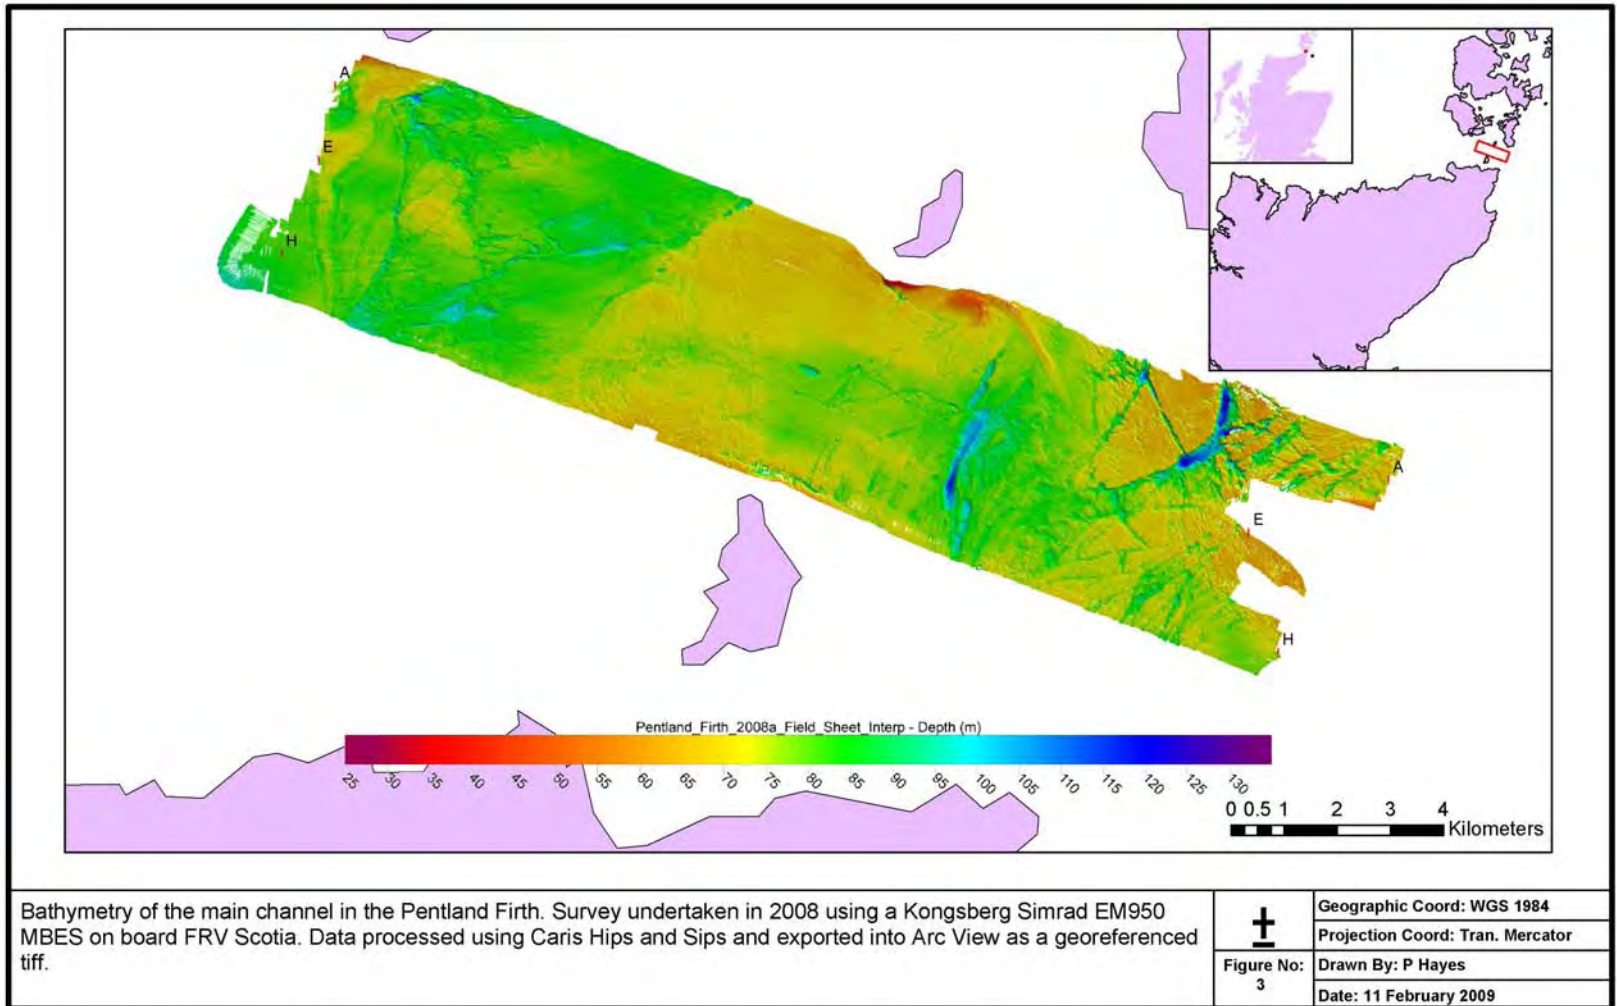 A
E
H
A
E
H
Pentland_Firth_2008a_Field_Sheet_Interp - Depth (m)
25 30 35 40 45 50 55 60 65 70 75 80 85 90 95 100 105 110 115 120 125 130
0 0.5 1 2 3 4
Kilometers
Bathymetry of the main channel in the Pentland Firth. Survey undertaken in 2008 using a Kongsberg Simrad EM950
MBES on board FRV Scotia. Data processed using Caris Hips and Sips and exported into Arc View as a georeferenced
tiff.
Figure No:
3
Geographic Coord: WGS 1984
Projection Coord: Tran. Mercator
Drawn By: P Hayes
Date: 11 February 2009